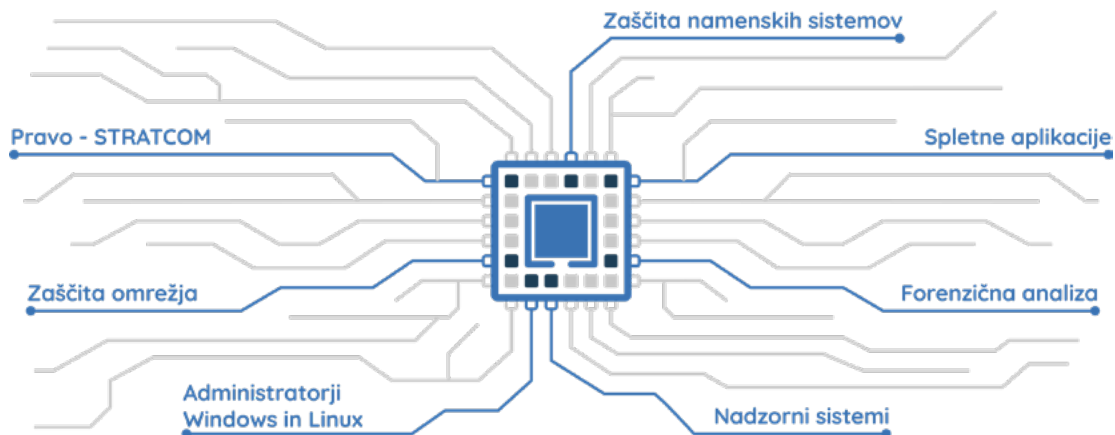 Zaščita namenskih sistemov
Pravo - STRATCOM
Spletne aplikacije
Zaščita omrežja
Forenzična analiza
Administratorji
Windows in Linux
Nadzorni sistemi